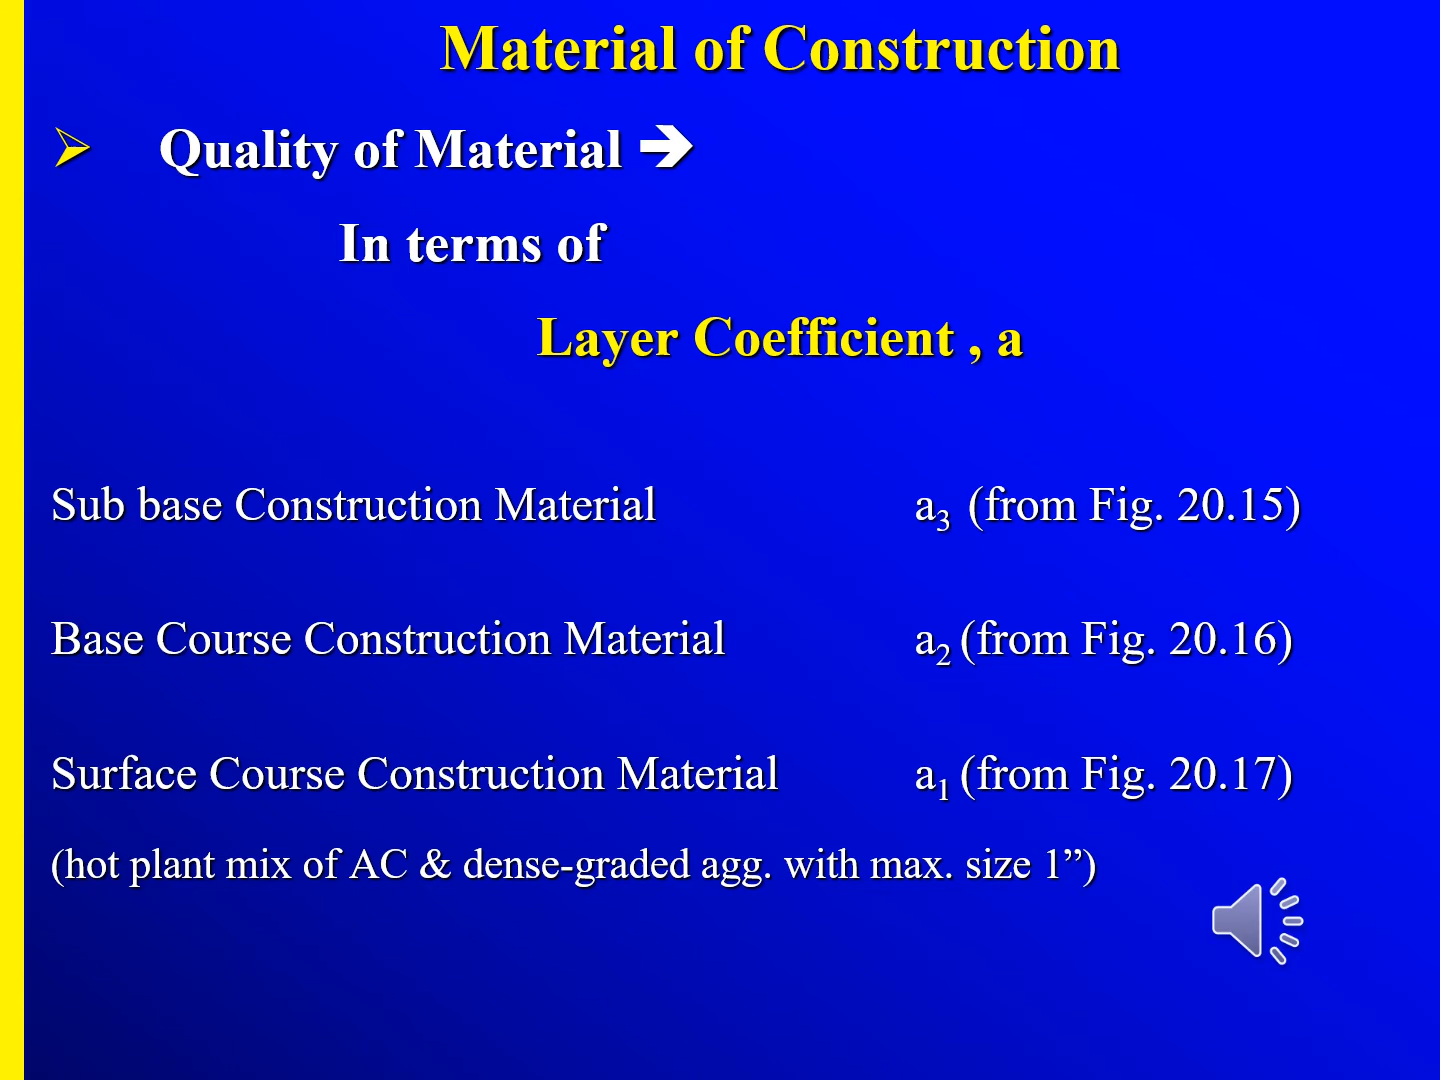 Material of Construction
➢ Quality of Material ➔
In terms of
Layer Coefficient , a
Sub base Construction Material a3 (from Fig. 20.15)
Base Course Construction Material a2 (from Fig. 20.16)
Surface Course Construction Material a1 (from Fig. 20.17)
(hot plant mix of AC & dense-graded agg. with max. size 1”)